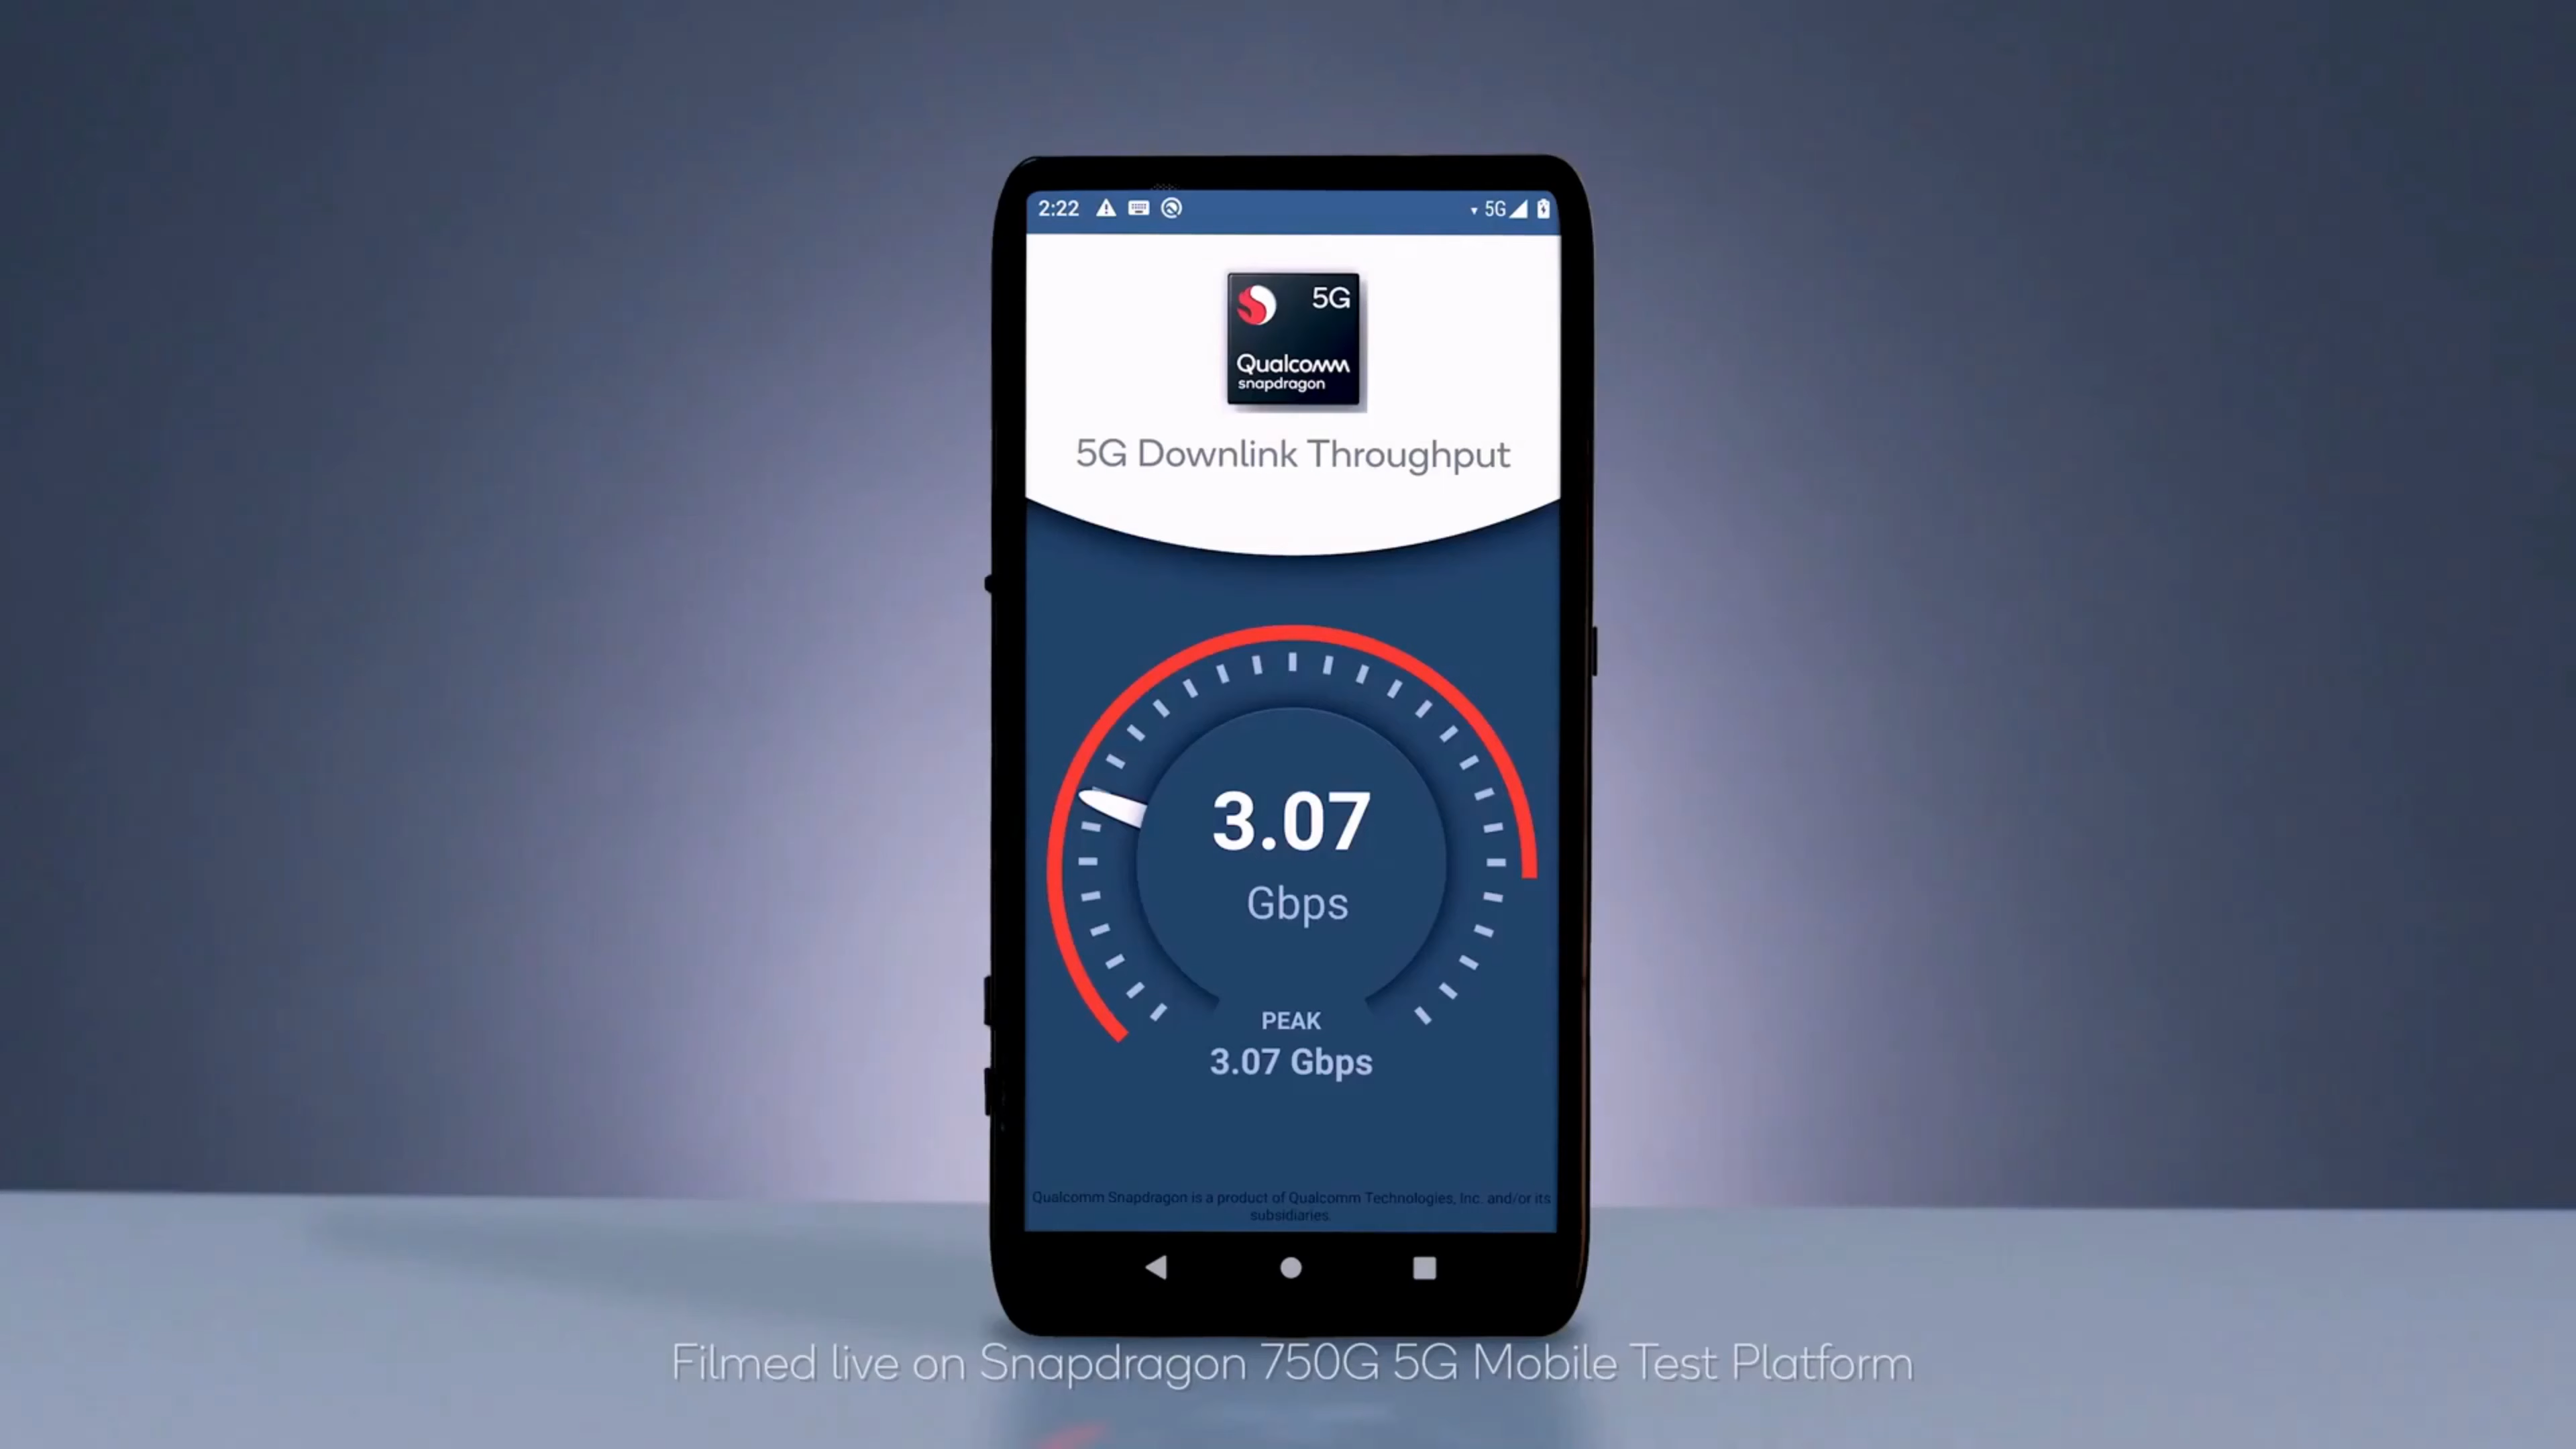 2:22
5G
5G
Qualcomm
snapdragon
5G Downlink Throughput
3.07
Gbps
PEAK
3.07 Gbps
Qualcomm Snapdragon is a product of Qualcomm Technologies, Inc. and/or its
subsidiaries.
Filmed live on Snapdragon 750G 5G Mobile Test Platform